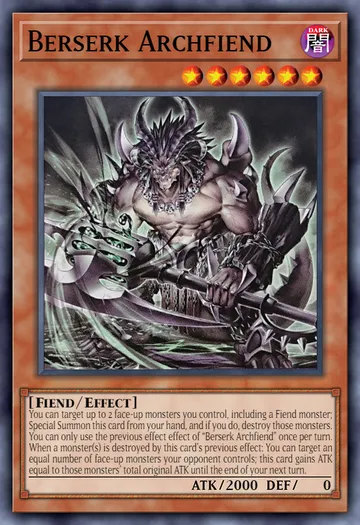 BERSERK ARCHFIEND
DARK
闇
[FIEND/EFFECT]
You can target up to 2 face-up monsters you control, including a Fiend monster;
Special Summon this card from your hand, and if you do, destroy those monsters.
You can only use the previous effect effect of "Berserk Archfiend" once per turn.
When a monster(s) is destroyed by this card's previous effect: You can target an
equal number of face-up monsters your opponent controls; this card gains ATK
equal to those monsters' total original ATK until the end of your next turn.
ATK/2000 DEF/ 0